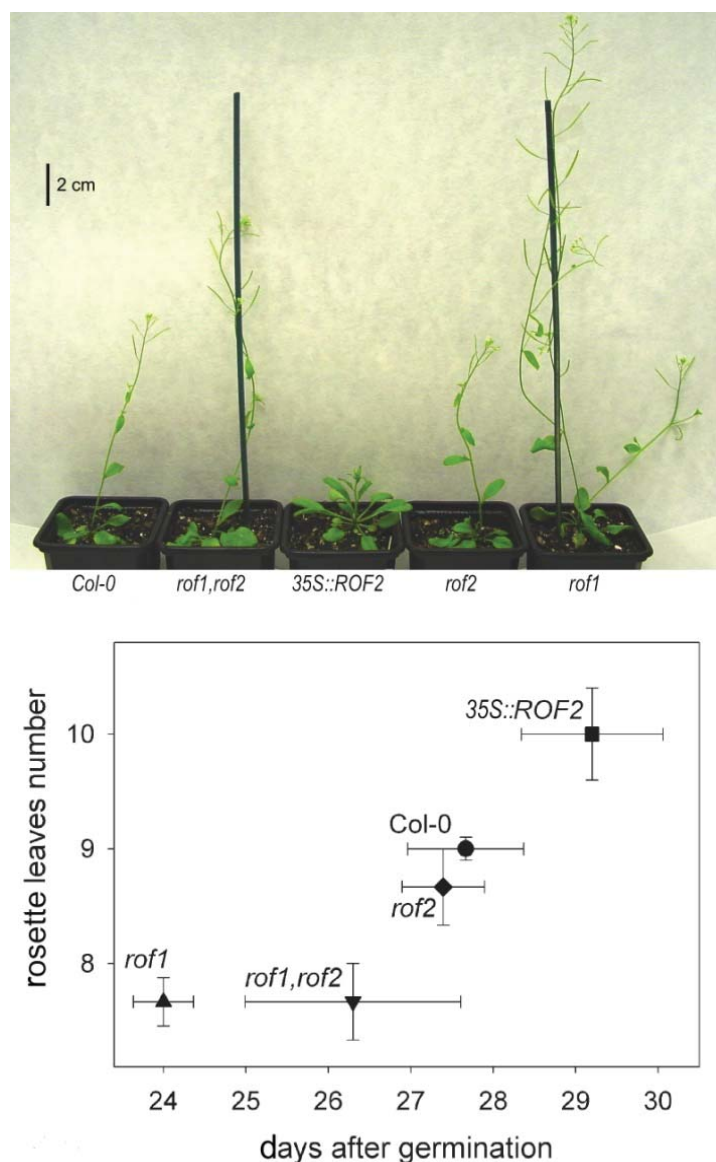 2 cm
Col-0 rof1,rof2 35S::ROF2 rof2 rof1
rosette leaves number
10
9
8
35S::ROF2
Col-0
rof2
rof1
rof1,rof2
24 25 26 27 28 29 30
days after germination